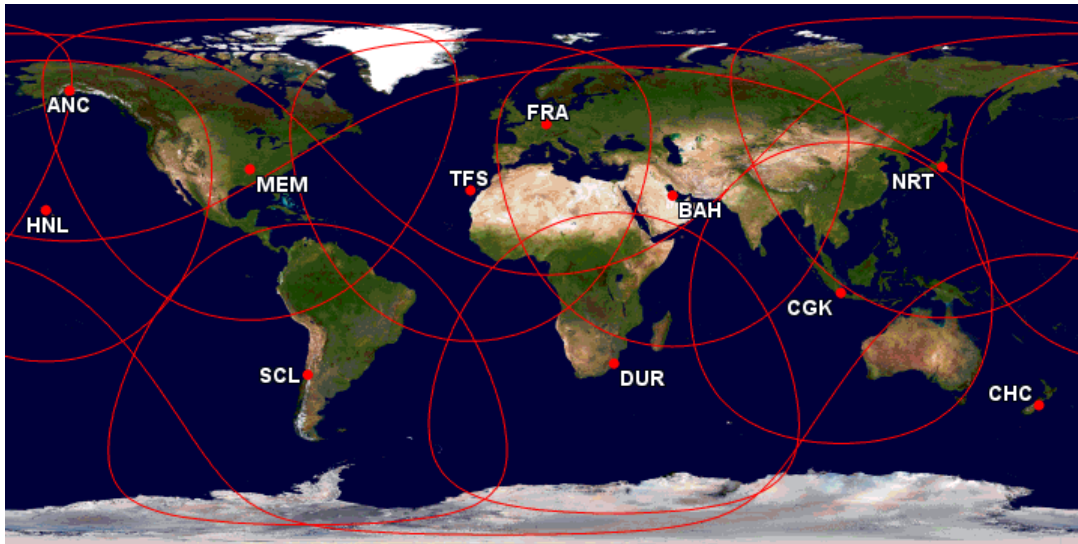 ANC
FRA
MEM
TFS
NRT
BAH
HNL
CGK
SCL
DUR
CHC